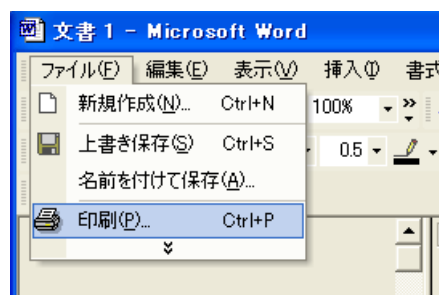 文書 1 - Microsoft Word
ファイル(F) 編集(E) 表示(V) 挿入(I) 書式
新規作成(N)... Ctrl+N 100%
上書き保存(S) Ctrl+S 0.5
名前を付けて保存(A)...
印刷(P)... Ctrl+P